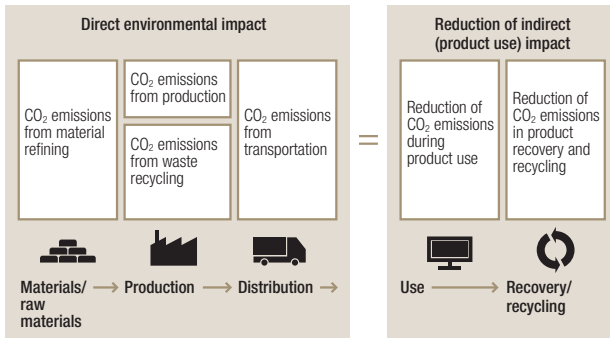 Direct environmental impact
CO₂ emissions
from material
refining
CO₂ emissions
from production
CO₂ emissions
from waste
recycling
CO₂ emissions
from
transportation
Materials/
raw
materials
Production
Distribution
=
Reduction of indirect
(product use) impact
Reduction of
CO₂ emissions
during
product use
Reduction of
CO₂ emissions
in product
recovery and
recycling
Use
Recovery/
recycling